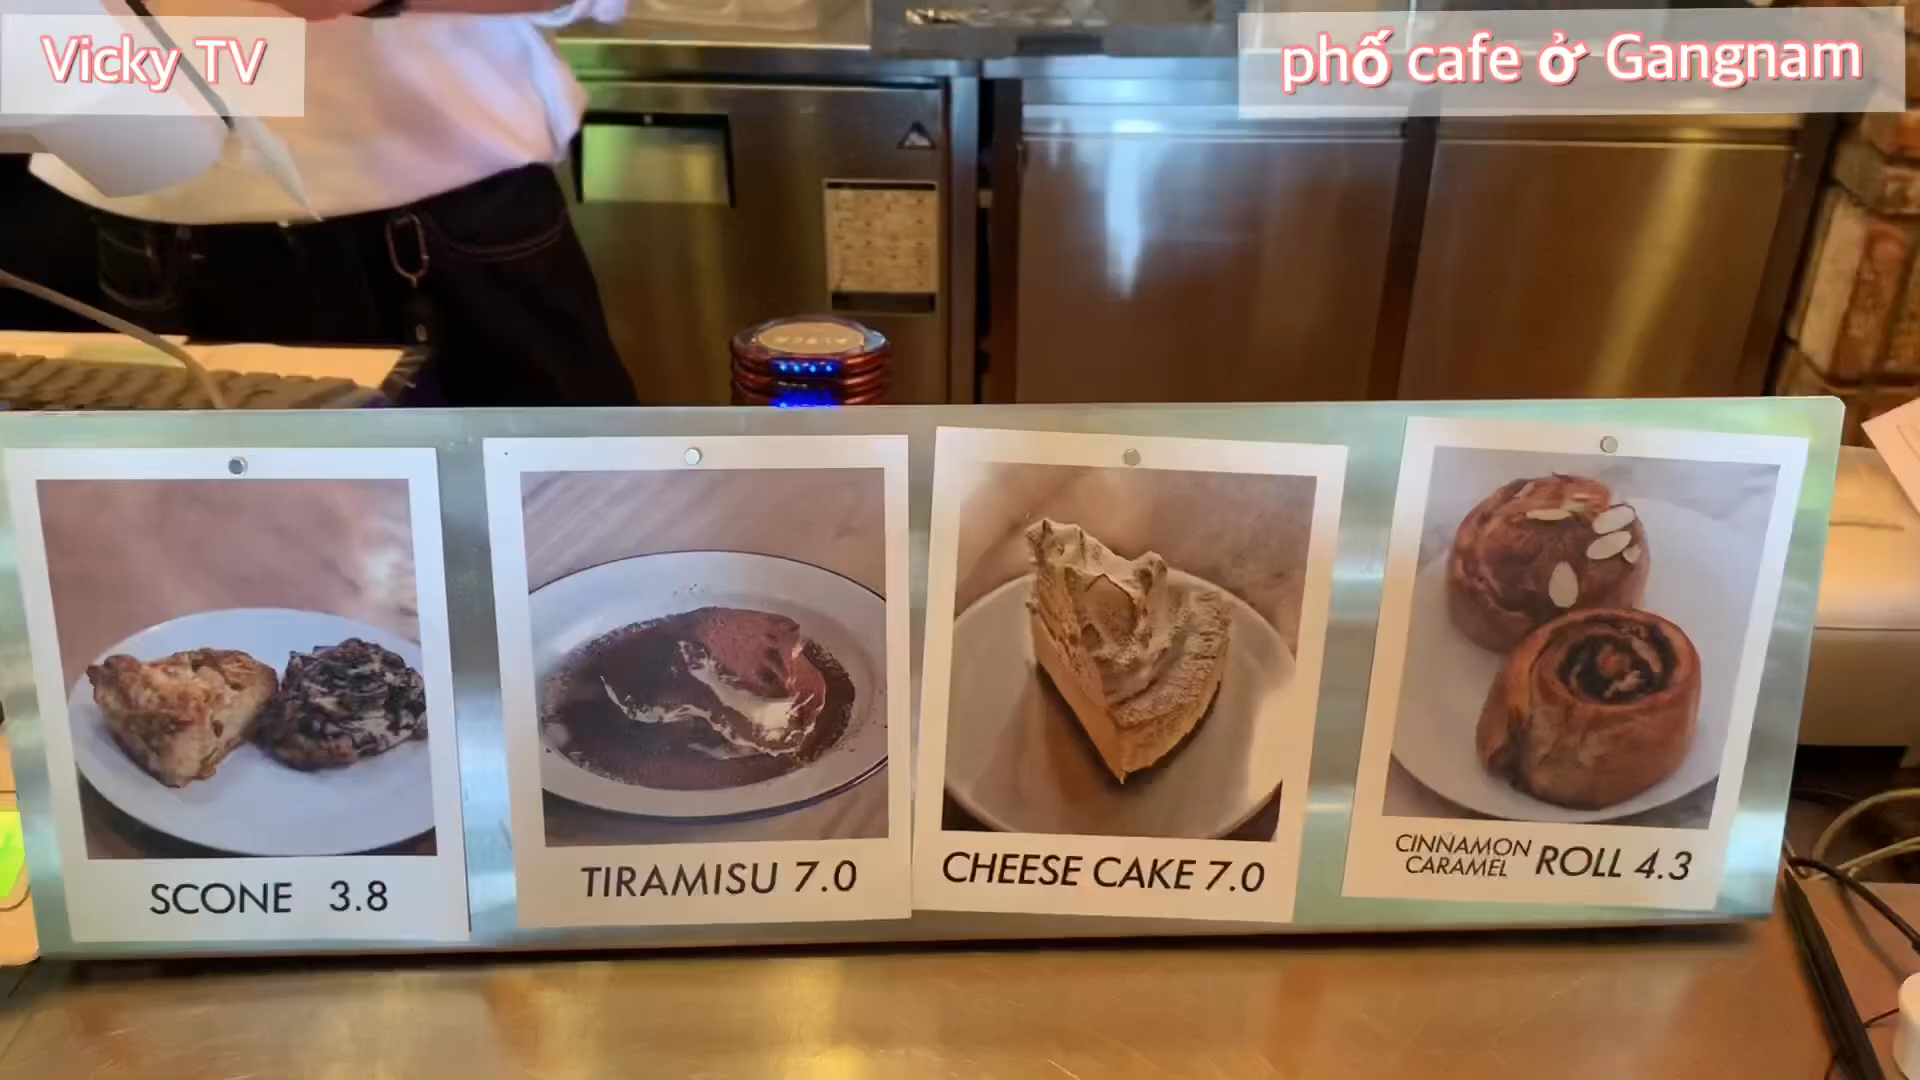 Vicky TV
phố cafe ở Gangnam
SCONE 3.8
TIRAMISU 7.0
CHEESE CAKE 7.0
CINNAMON
CARAMEL ROLL 4.3